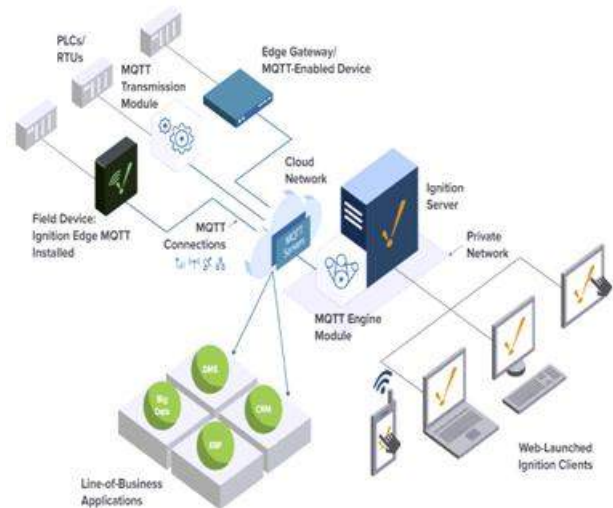 PLCs/
RTUs
MQTT
Transmission
Module
Edge Gateway/
MQTT-Enabled Device
Field Device:
Ignition Edge MQTT
Installed
MQTT
Connections
Cloud
Network
MQTT
Servers
Ignition
Server
Private
Network
MQTT Engine
Module
Big
Data
CRM
ERP
Line-of-Business
Applications
Web-Launched
Ignition Clients